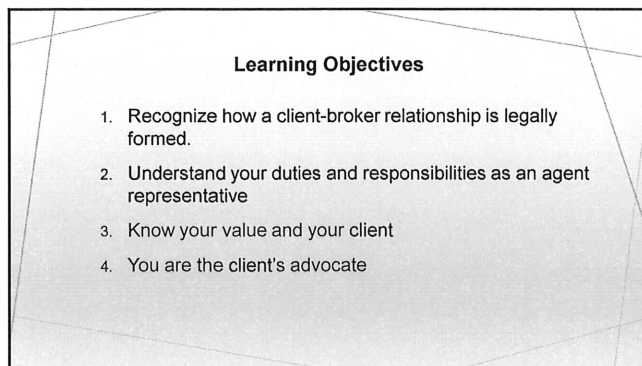 Learning Objectives
1. Recognize how a client-broker relationship is legally
formed.
2. Understand your duties and responsibilities as an agent
representative
3. Know your value and your client
4. You are the client's advocate